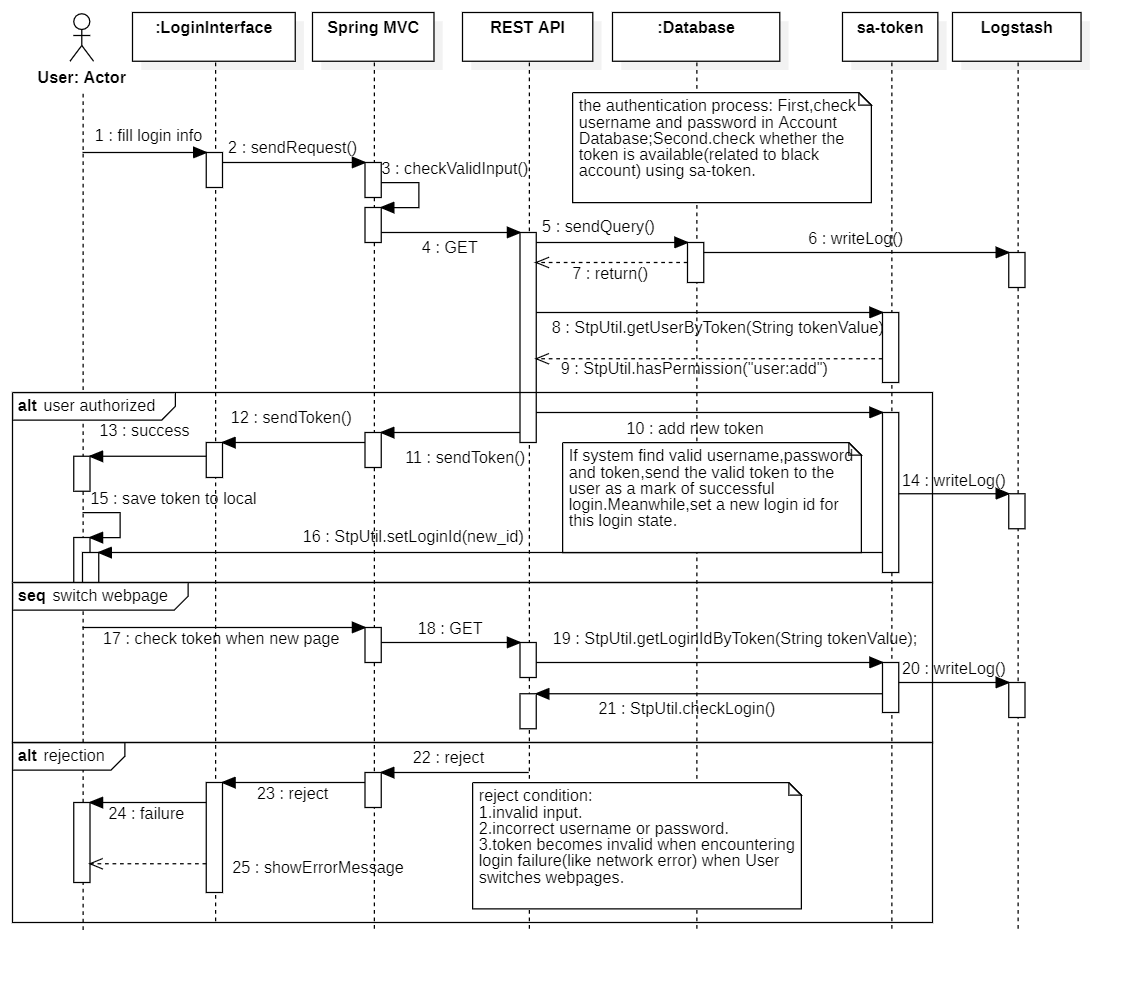 :LoginInterface
Spring MVC
REST API
:Database
sa-token
Logstash
User: Actor
the authentication process: First,check
username and password in Account
Database;Second.check whether the
token is available(related to black
account) using sa-token.
1 : fill login info
2 : sendRequest()
3 : checkValidInput()
4 : GET
5 : sendQuery()
6 : writeLog()
7 : return()
8 : StpUtil.getUserByToken(String tokenValue)
9 : StpUtil.hasPermission("user:add")
alt user authorized
10 : add new token
11 : sendToken()
12 : sendToken()
13 : success
If system find valid username,password
and token,send the valid token to the
user as a mark of successful
login.Meanwhile,set a new login id for
this login state.
14 : writeLog()
15 : save token to local
16 : StpUtil.setLoginId(new_id)
seq switch webpage
17 : check token when new page
18 : GET
19 : StpUtil.getLoginIdByToken(String tokenValue);
20 : writeLog()
21 : StpUtil.checkLogin()
alt rejection
22 : reject
23 : reject
24 : failure
25 : showErrorMessage
reject condition:
1.invalid input.
2.incorrect username or password.
3.token becomes invalid when encountering
login failure(like network error) when User
switches webpages.